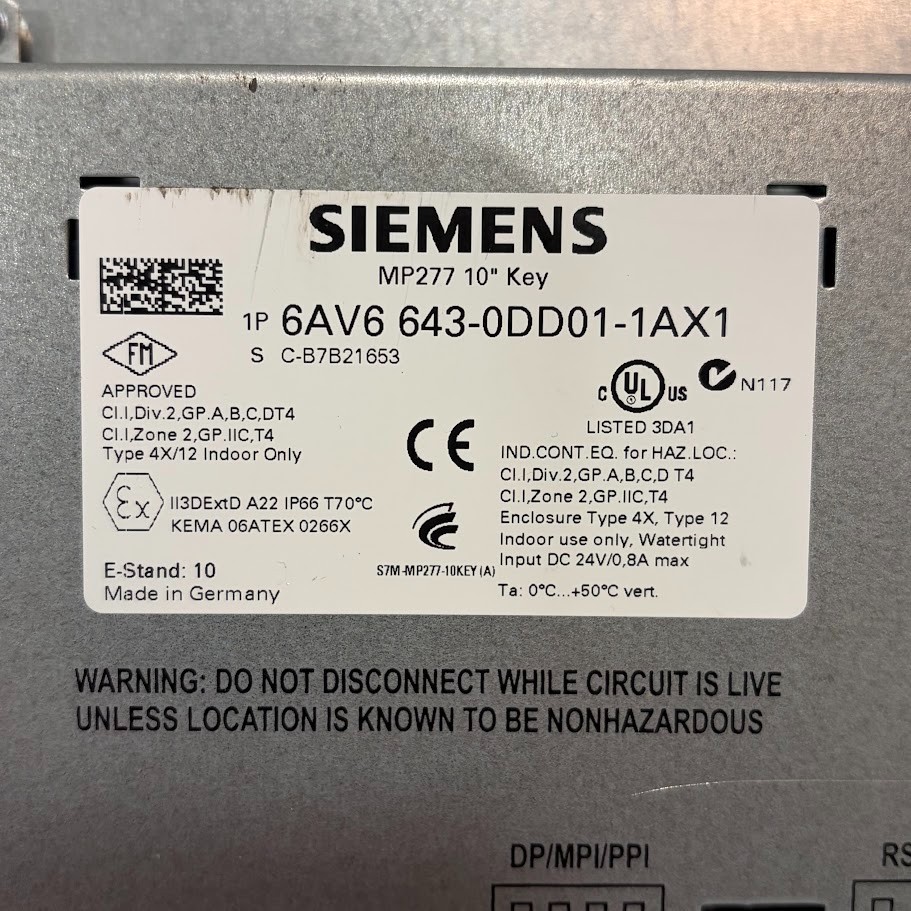 SIEMENS
MP277 10" Key
1P 6AV6 643-0DD01-1AX1
S C-B7B21653
FM
APPROVED
Cl.I,Div.2,GP.A,B,C,DT4
Cl.I,Zone 2,GP.IIC,T4
Type 4X/12 Indoor Only
Ex
II3DExtD A22 IP66 T70°C
KEMA 06ATEX 0266X
E-Stand: 10
Made in Germany
CE
S7M-MP277-10KEY (A)
C UL US
N117
LISTED 3DA1
IND.CONT.EQ. for HAZ.LOC.:
Cl.I,Div.2,GP.A,B,C,D T4
Cl.I,Zone 2,GP.IIC,T4
Enclosure Type 4X, Type 12
Indoor use only, Watertight
Input DC 24V/0,8A max
Ta: 0°C...+50°C vert.
WARNING: DO NOT DISCONNECT WHILE CIRCUIT IS LIVE
UNLESS LOCATION IS KNOWN TO BE NONHAZARDOUS
DP/MPI/PPI
RS